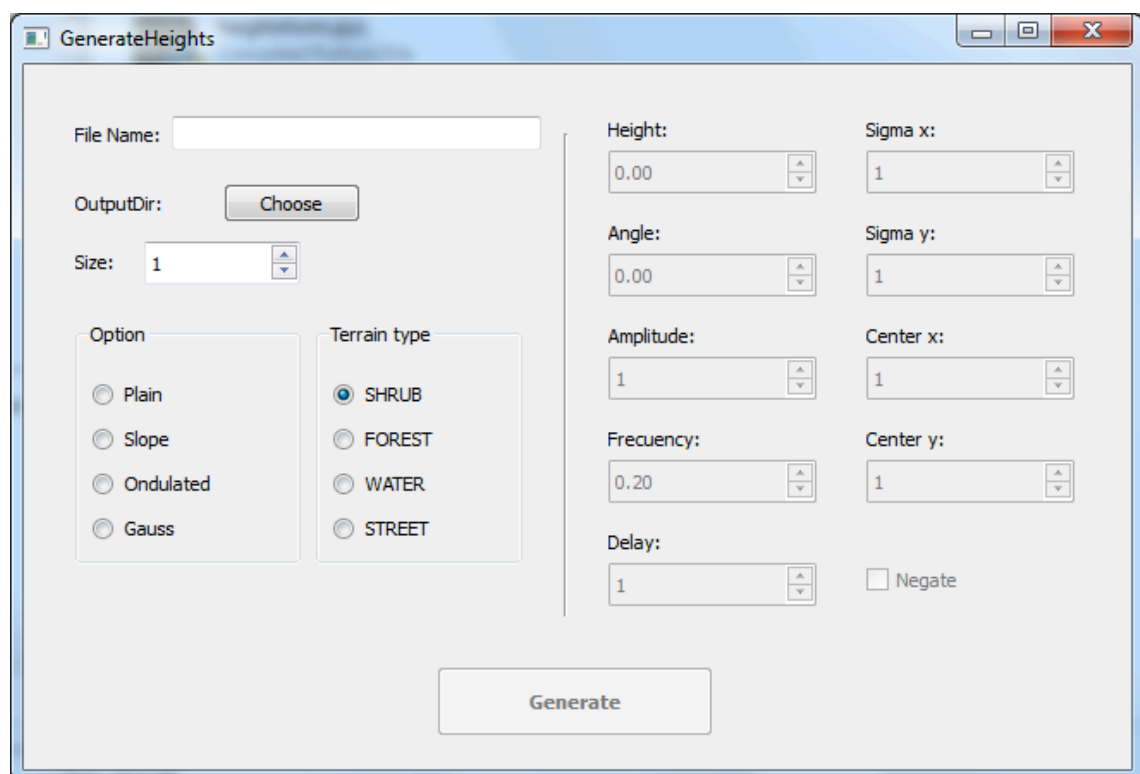 GenerateHeights
File Name:
OutputDir: Choose
Size: 1
Option
Plain
Slope
Ondulated
Gauss
Terrain type
SHRUB
FOREST
WATER
STREET
Height:
0.00
Angle:
0.00
Amplitude:
1
Frecuency:
0.20
Delay:
1
Sigma x:
1
Sigma y:
1
Center x:
1
Center y:
1
Negate
Generate